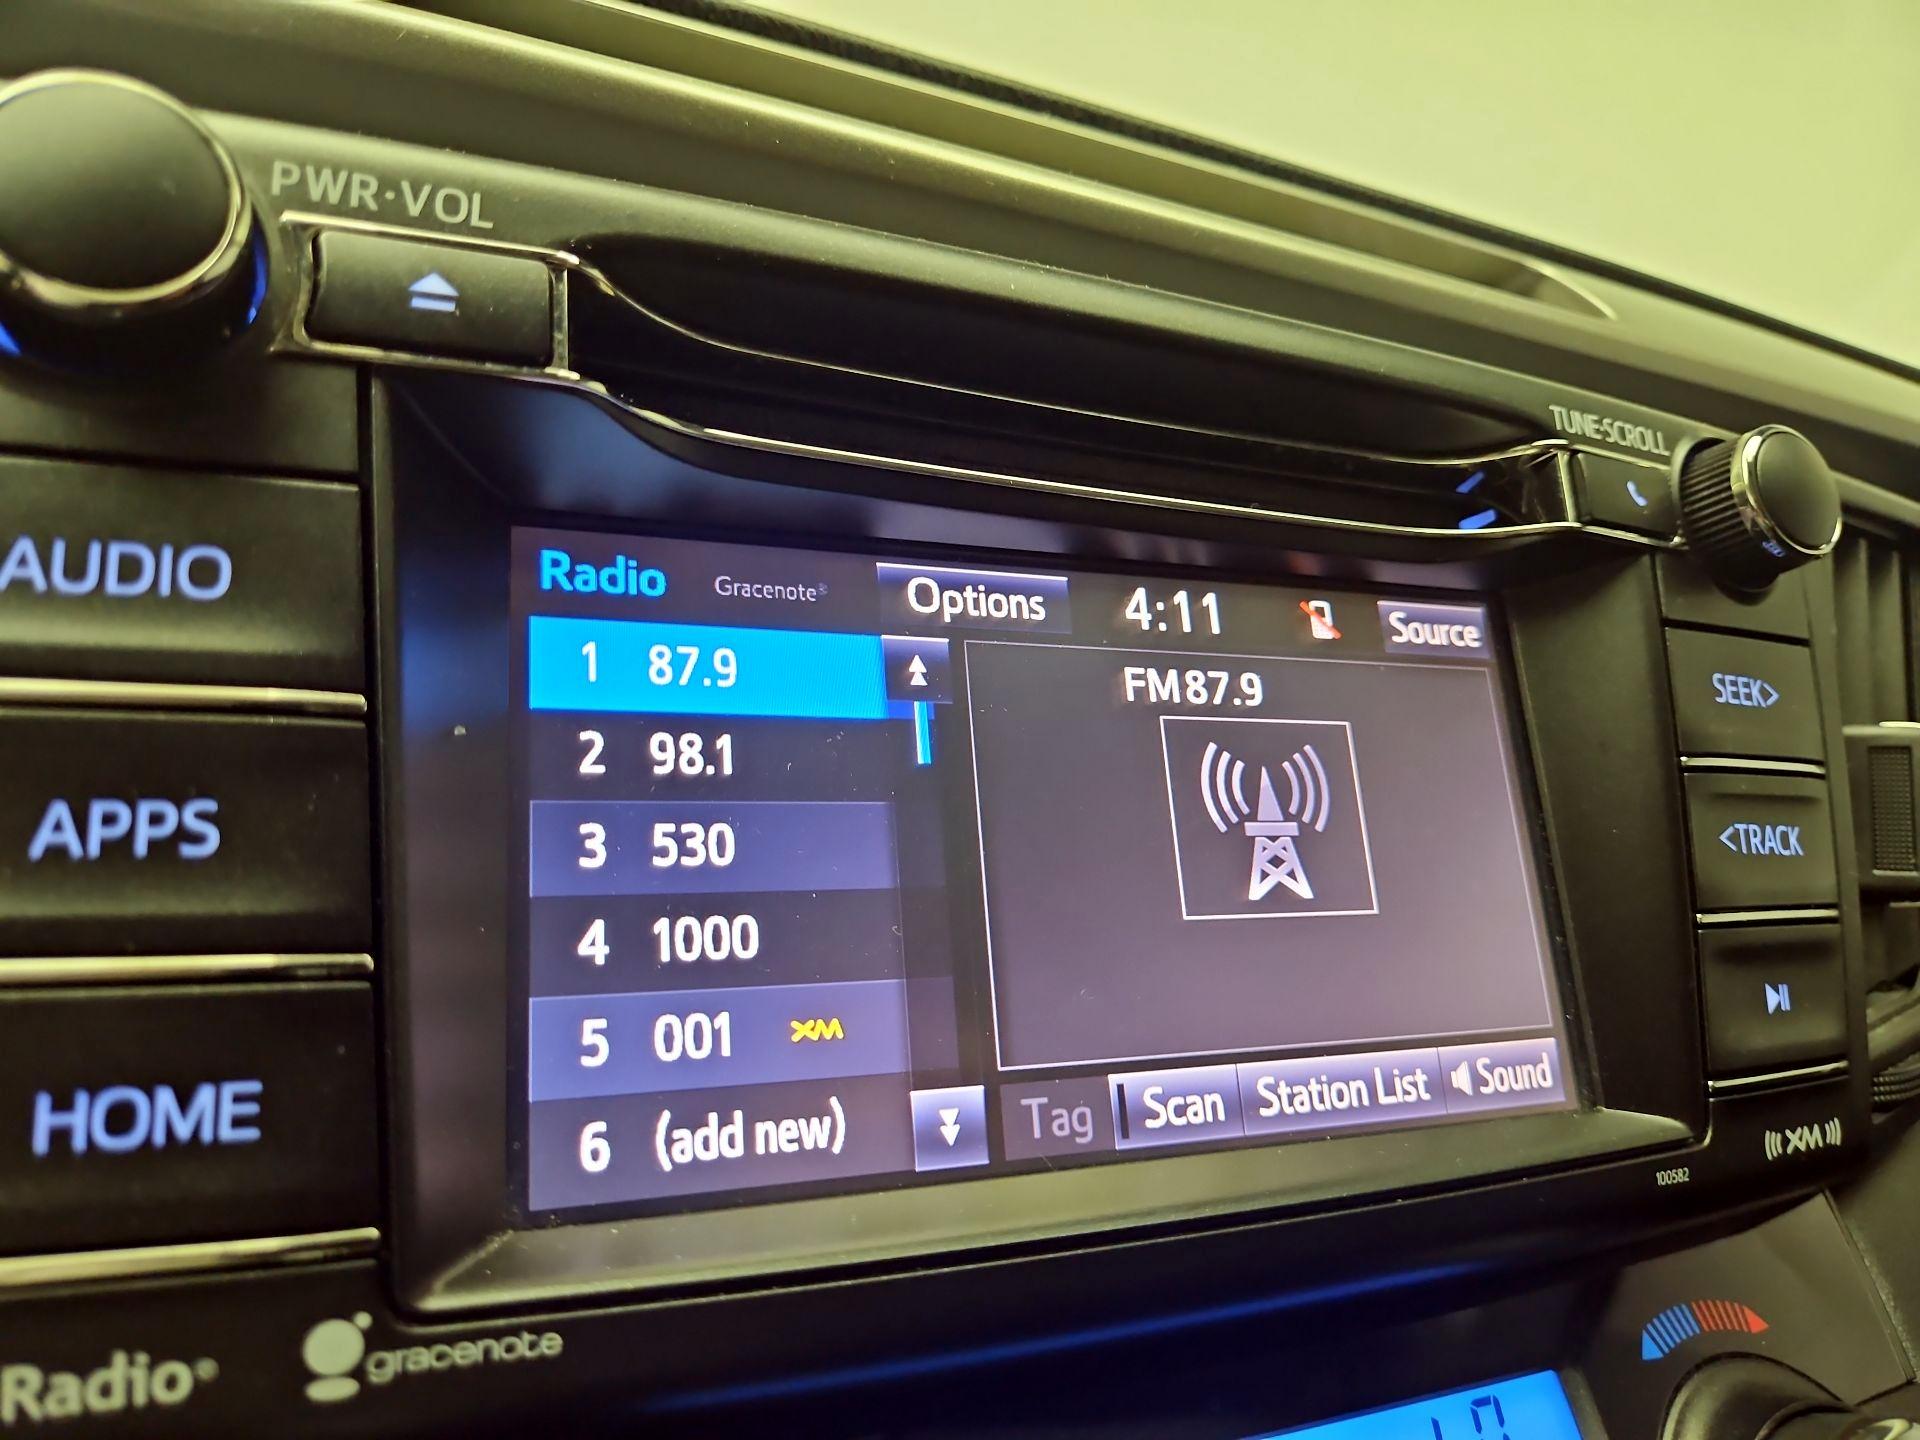 PWR·VOL
TUNE·SCROLL
AUDIO
APPS
HOME
Radio
Gracenote®
Options
4:11
Source
1 87.9
2 98.1
3 530
4 1000
5 001 XM
6 (add new)
FM 87.9
Tag
Scan
Station List
Sound
SEEK>
<TRACK
((( XM )))
100582
Radio®
gracenote